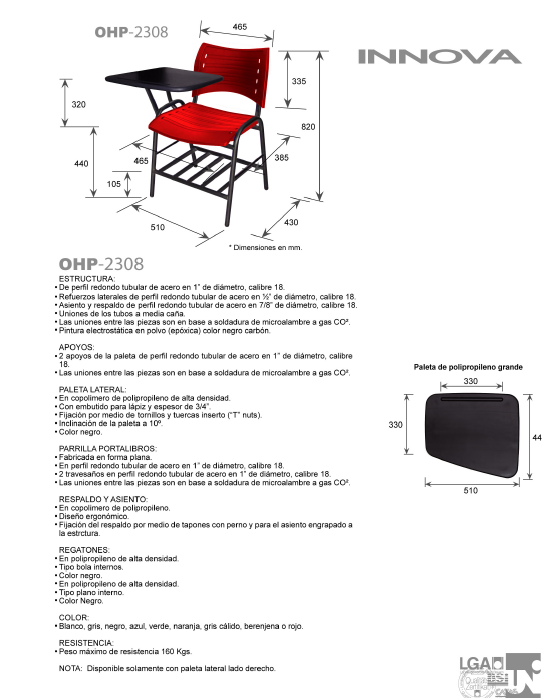 OHP-2308
465
INNOVA
335
320
820
440
465
385
105
510
430
* Dimensiones en mm.
OHP-2308
ESTRUCTURA:
• De perfil redondo tubular de acero en 1” de diámetro, calibre 18.
• Refuerzos laterales de perfil redondo tubular de acero en ½” de diámetro, calibre 18.
• Asiento y respaldo de perfil redondo tubular de acero en 7/8” de diámetro, calibre 18.
• Uniones de los tubos a media caña.
• Las uniones entre las piezas son en base a soldadura de microalambre a gas CO².
• Pintura electrostática en polvo (epóxica) color negro carbón.
APOYOS:
• 2 apoyos de la paleta de perfil redondo tubular de acero en 1” de diámetro, calibre
18.
• Las uniones entre las piezas son en base a soldadura de microalambre a gas CO².
PALETA LATERAL:
• En copolimero de polipropileno de alta densidad.
• Con embutido para lápiz y espesor de 3/4”.
• Fijación por medio de tornillos y tuercas inserto (“T” nuts).
• Inclinación de la paleta a 10º.
• Color negro.
PARRILLA PORTALIBROS:
• Fabricada en forma plana.
• En perfil redondo tubular de acero en 1” de diámetro, calibre 18.
• 2 travesaños en perfil redondo tubular de acero en 1” de diámetro, calibre 18.
• Las uniones entre las piezas son en base a soldadura de microalambre a gas CO².
RESPALDO Y ASIENTO:
• En copolimero de polipropileno.
• Diseño ergonómico.
• Fijación del respaldo por medio de tapones con perno y para el asiento engrapado a
la estrctura.
REGATONES:
• En polipropileno de alta densidad.
• Tipo bola internos.
• Color negro.
• En polipropileno de alta densidad.
• Tipo plano interno.
• Color Negro.
COLOR:
• Blanco, gris, negro, azul, verde, naranja, gris cálido, berenjena o rojo.
RESISTENCIA:
• Peso máximo de resistencia 160 Kgs.
NOTA: Disponible solamente con paleta lateral lado derecho.
Paleta de polipropileno grande
330
330
44
510
LGA